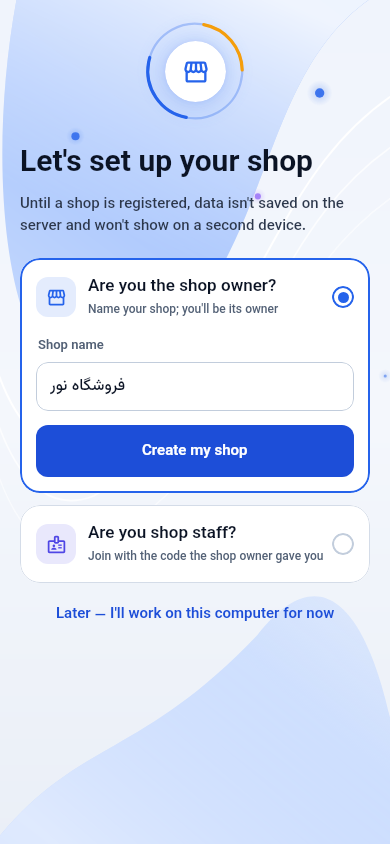 Let's set up your shop
Until a shop is registered, data isn't saved on the
server and won't show on a second device.
Are you the shop owner?
Name your shop; you'll be its owner
Shop name
فروشگاه نور
Create my shop
Are you shop staff?
Join with the code the shop owner gave you
Later — I'll work on this computer for now